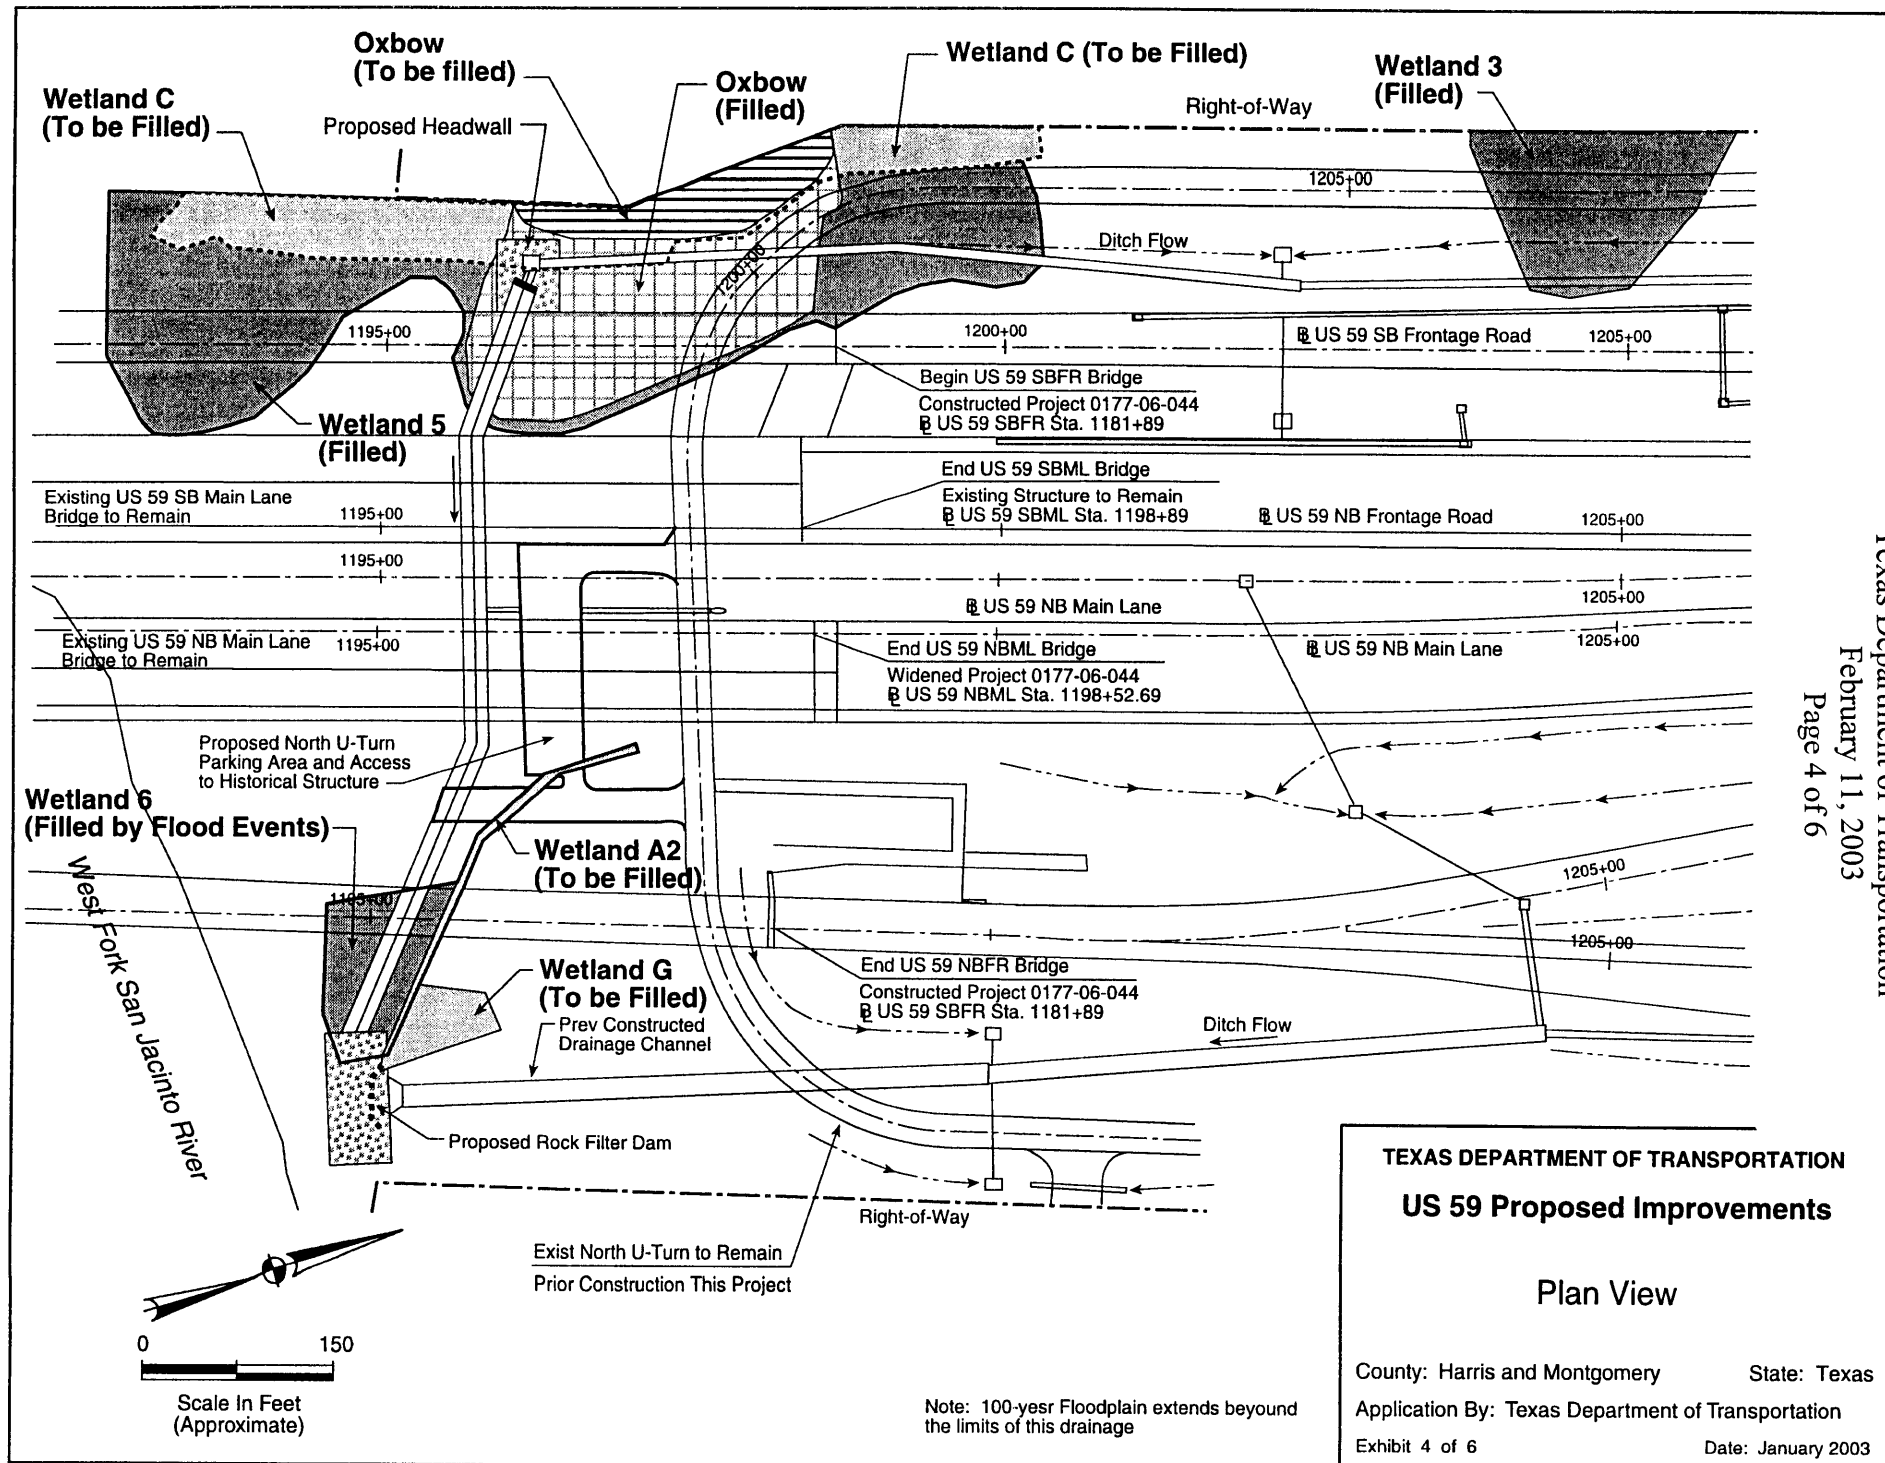 Oxbow
(To be filled)
Oxbow
(Filled)
Wetland C (To be Filled)
Wetland 3
(Filled)
Wetland C
(To be Filled)
Proposed Headwall
Right-of-Way
1205+00
Ditch Flow
1200+00
1195+00
1200+00
℄ US 59 SB Frontage Road
1205+00
Begin US 59 SBFR Bridge
Constructed Project 0177-06-044
℄ US 59 SBFR Sta. 1181+89
Wetland 5
(Filled)
End US 59 SBML Bridge
Existing Structure to Remain
℄ US 59 SBML Sta. 1198+89
Existing US 59 SB Main Lane
Bridge to Remain
1195+00
℄ US 59 NB Frontage Road
1205+00
1195+00
℄ US 59 NB Main Lane
1205+00
Existing US 59 NB Main Lane
Bridge to Remain
1195+00
End US 59 NBML Bridge
Widened Project 0177-06-044
℄ US 59 NBML Sta. 1198+52.69
℄ US 59 NB Main Lane
1205+00
Proposed North U-Turn
Parking Area and Access
to Historical Structure
Wetland 6
(Filled by Flood Events)
Wetland A2
(To be Filled)
1195+00
1205+00
1205+00
West Fork San Jacinto River
Wetland G
(To be Filled)
Prev Constructed
Drainage Channel
End US 59 NBFR Bridge
Constructed Project 0177-06-044
℄ US 59 SBFR Sta. 1181+89
Ditch Flow
Proposed Rock Filter Dam
Right-of-Way
Exist North U-Turn to Remain
Prior Construction This Project
0 150
Scale In Feet
(Approximate)
Note: 100-yesr Floodplain extends beyound
the limits of this drainage
TEXAS DEPARTMENT OF TRANSPORTATION
US 59 Proposed Improvements
Plan View
County: Harris and Montgomery State: Texas
Application By: Texas Department of Transportation
Exhibit 4 of 6 Date: January 2003
Texas Department of Transportation
February 11, 2003
Page 4 of 6